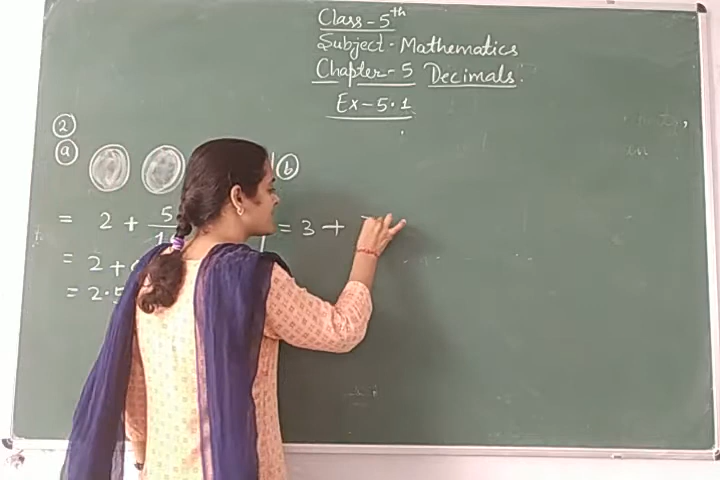 Class - 5th
Subject - Mathematics
Chapter - 5 Decimals.
Ex - 5.1
2
a
b
= 2 + 5
= 3 +
= 2 +
= 2.5